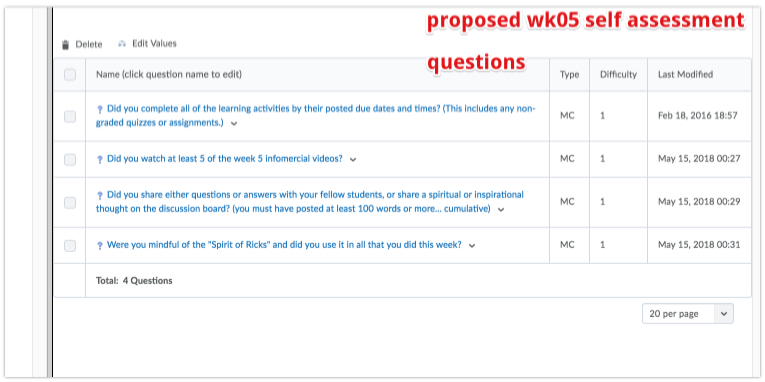 proposed wk05 self assessment
questions
Delete Edit Values
Name (click question name to edit) Type Difficulty Last Modified
? Did you complete all of the learning activities by their posted due dates and times? (This includes any non-
graded quizzes or assignments.) MC 1 Feb 18, 2016 18:57
? Did you watch at least 5 of the week 5 infomercial videos? MC 1 May 15, 2018 00:27
? Did you share either questions or answers with your fellow students, or share a spiritual or inspirational
thought on the discussion board? (you must have posted at least 100 words or more... cumulative) MC 1 May 15, 2018 00:29
? Were you mindful of the "Spirit of Ricks" and did you use it in all that you did this week? MC 1 May 15, 2018 00:31
Total: 4 Questions
20 per page